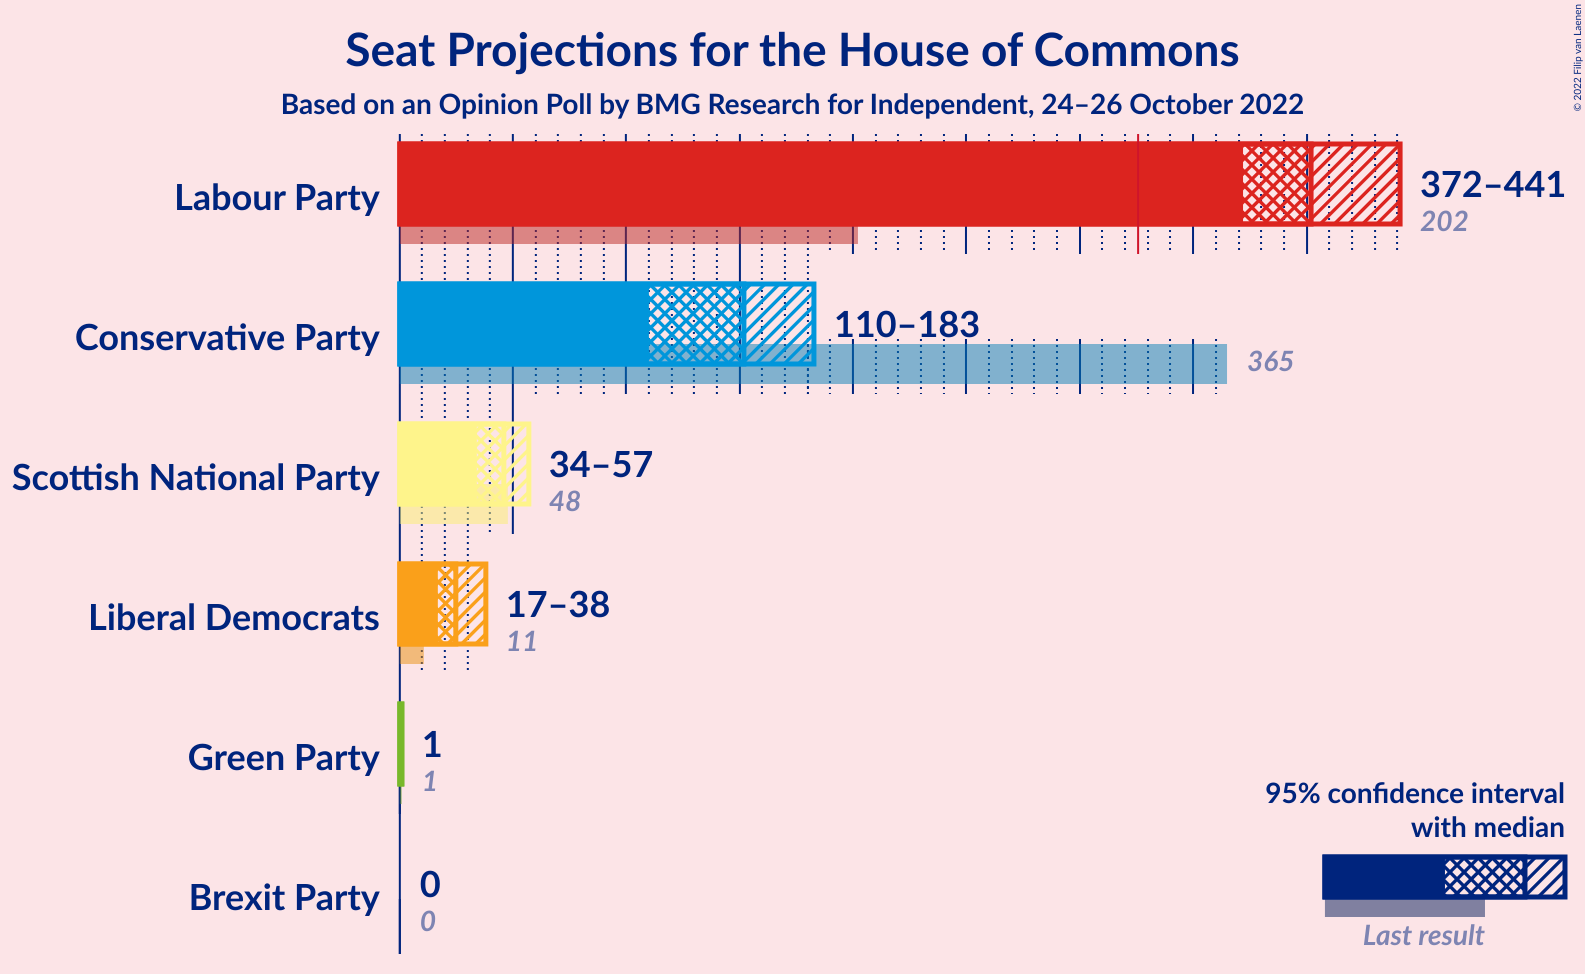 Seat Projections for the House of Commons
Based on an Opinion Poll by BMG Research for Independent, 24–26 October 2022
© 2022 Filip van Laenen
Labour Party
372–441
202
Conservative Party
110–183
365
Scottish National Party
34–57
48
Liberal Democrats
17–38
11
Green Party
1
1
Brexit Party
0
0
95% confidence interval
with median
Last result